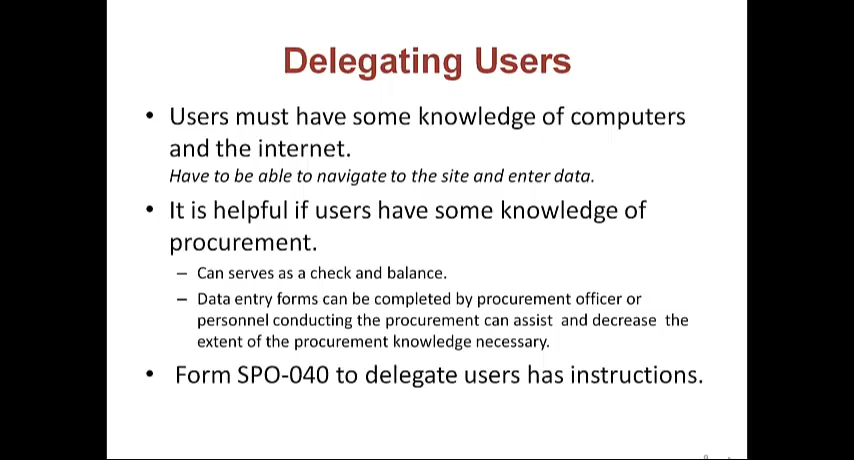 Delegating Users
• Users must have some knowledge of computers
and the internet.
Have to be able to navigate to the site and enter data.
• It is helpful if users have some knowledge of
procurement.
– Can serves as a check and balance.
– Data entry forms can be completed by procurement officer or
personnel conducting the procurement can assist and decrease the
extent of the procurement knowledge necessary.
• Form SPO-040 to delegate users has instructions.